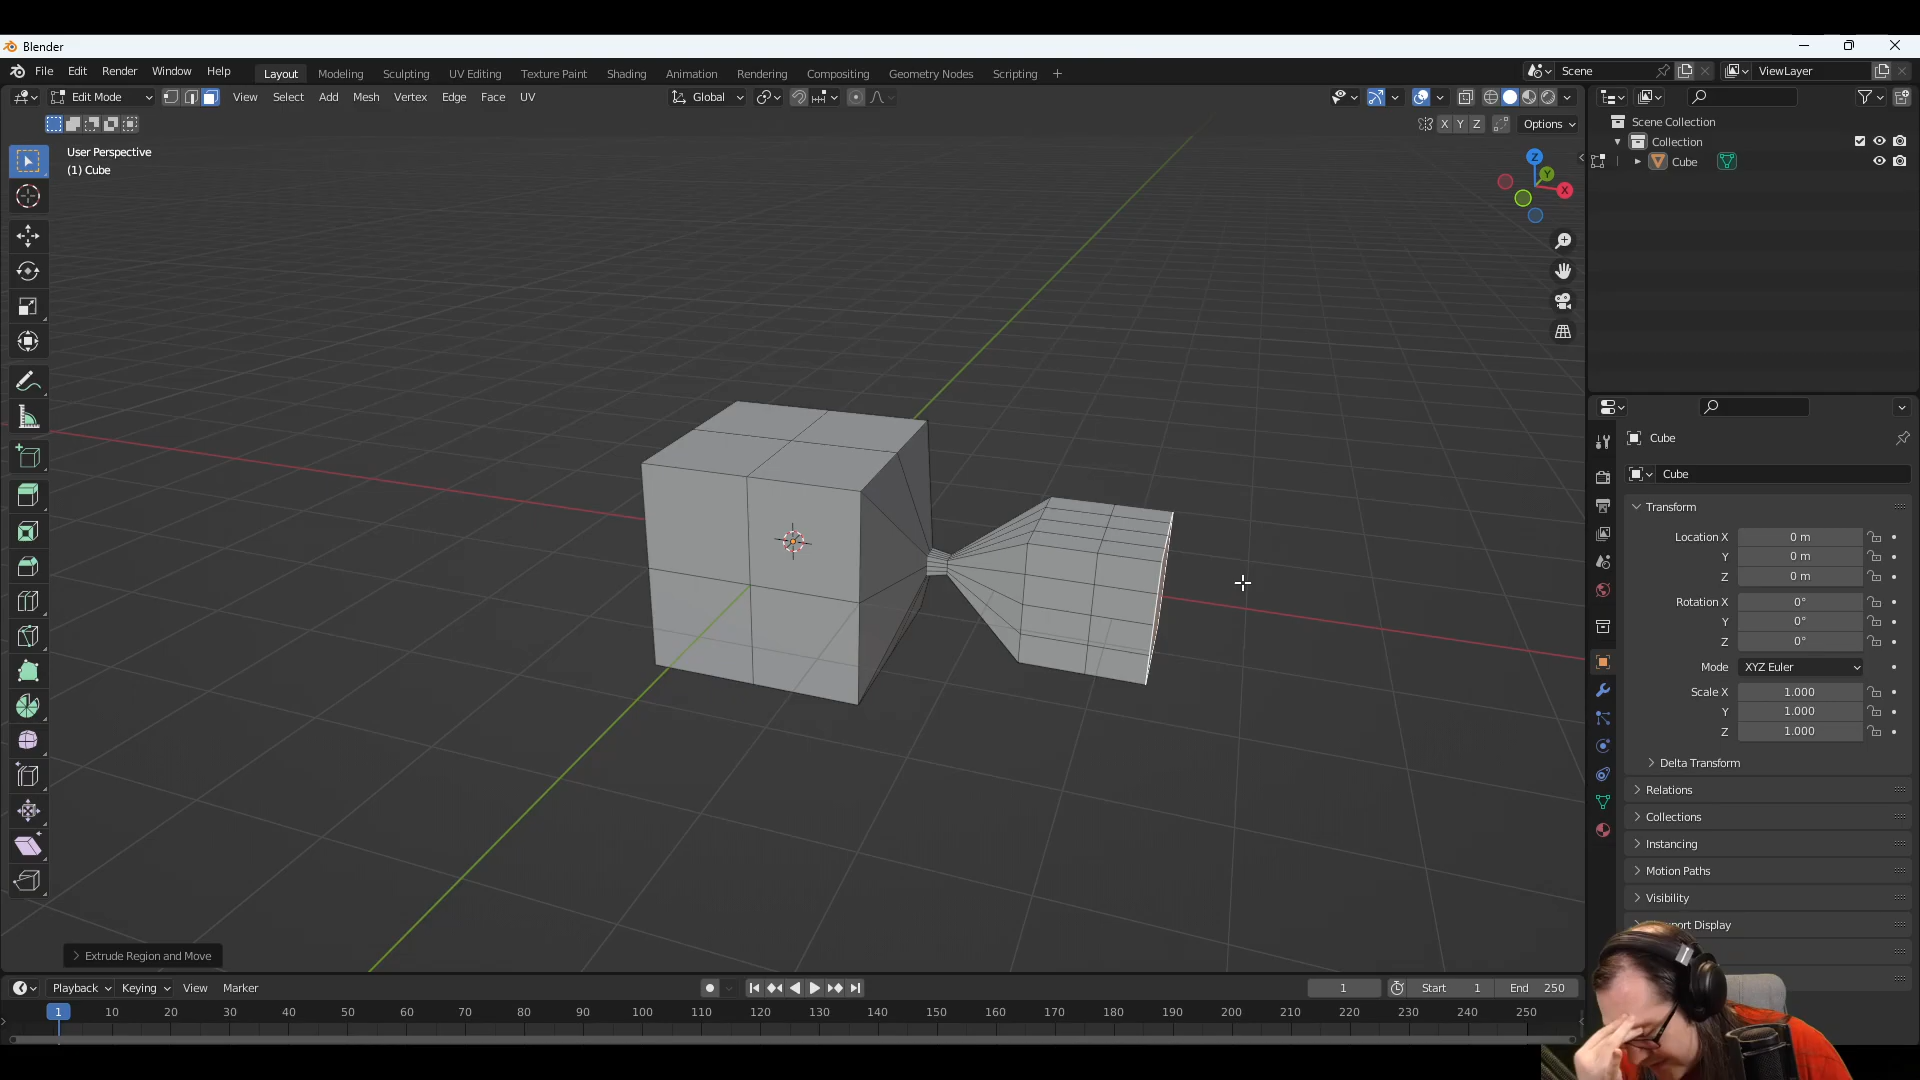 Blender
File Edit Render Window Help
Layout Modeling Sculpting UV Editing Texture Paint Shading Animation Rendering Compositing Geometry Nodes Scripting +
Scene
ViewLayer
Edit Mode
View Select Add Mesh Vertex Edge Face UV
Global
X Y Z
Options
User Perspective
(1) Cube
Z
Y
X
Scene Collection
Collection
Cube
Cube
Cube
Transform
Location X 0 m
Y 0 m
Z 0 m
Rotation X 0°
Y 0°
Z 0°
Mode XYZ Euler
Scale X 1.000
Y 1.000
Z 1.000
Delta Transform
Relations
Collections
Instancing
Motion Paths
Visibility
port Display
Extrude Region and Move
Playback Keying View Marker
1
Start 1
End 250
1 10 20 30 40 50 60 70 80 90 100 110 120 130 140 150 160 170 180 190 200 210 220 230 240 250